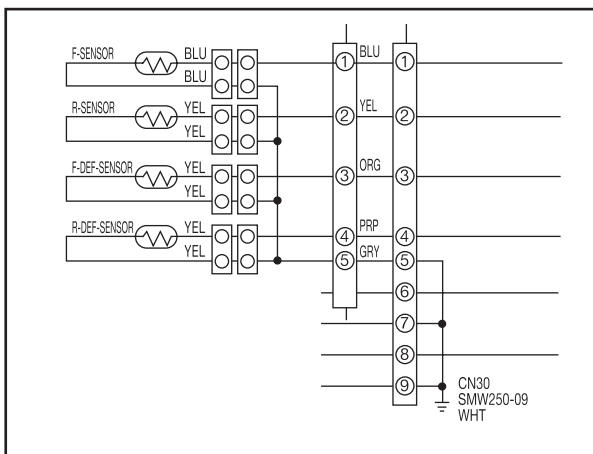 F-SENSOR BLU BLU ① ①
BLU
R-SENSOR YEL YEL ② ②
YEL
F-DEF-SENSOR YEL ORG ③ ③
YEL
R-DEF-SENSOR YEL PRP ④ ④
YEL GRY ⑤ ⑤
⑥
⑦
⑧
⑨
CN30
SMW250-09
WHT